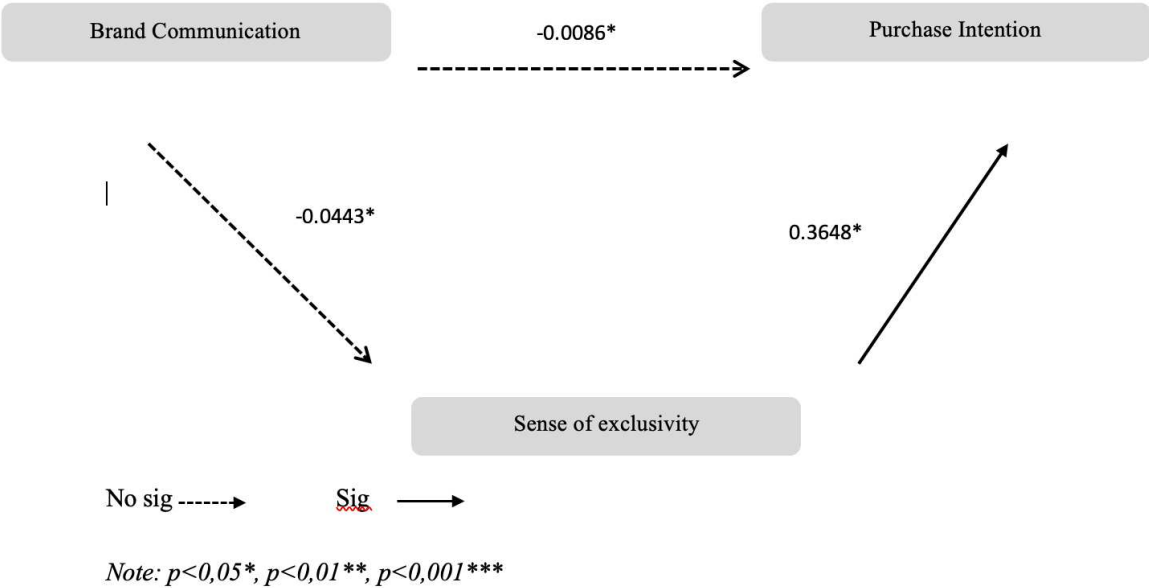 Brand Communication
-0.0086*
Purchase Intention
-0.0443*
0.3648*
Sense of exclusivity
No sig
Sig
Note: p<0,05*, p<0,01**, p<0,001***